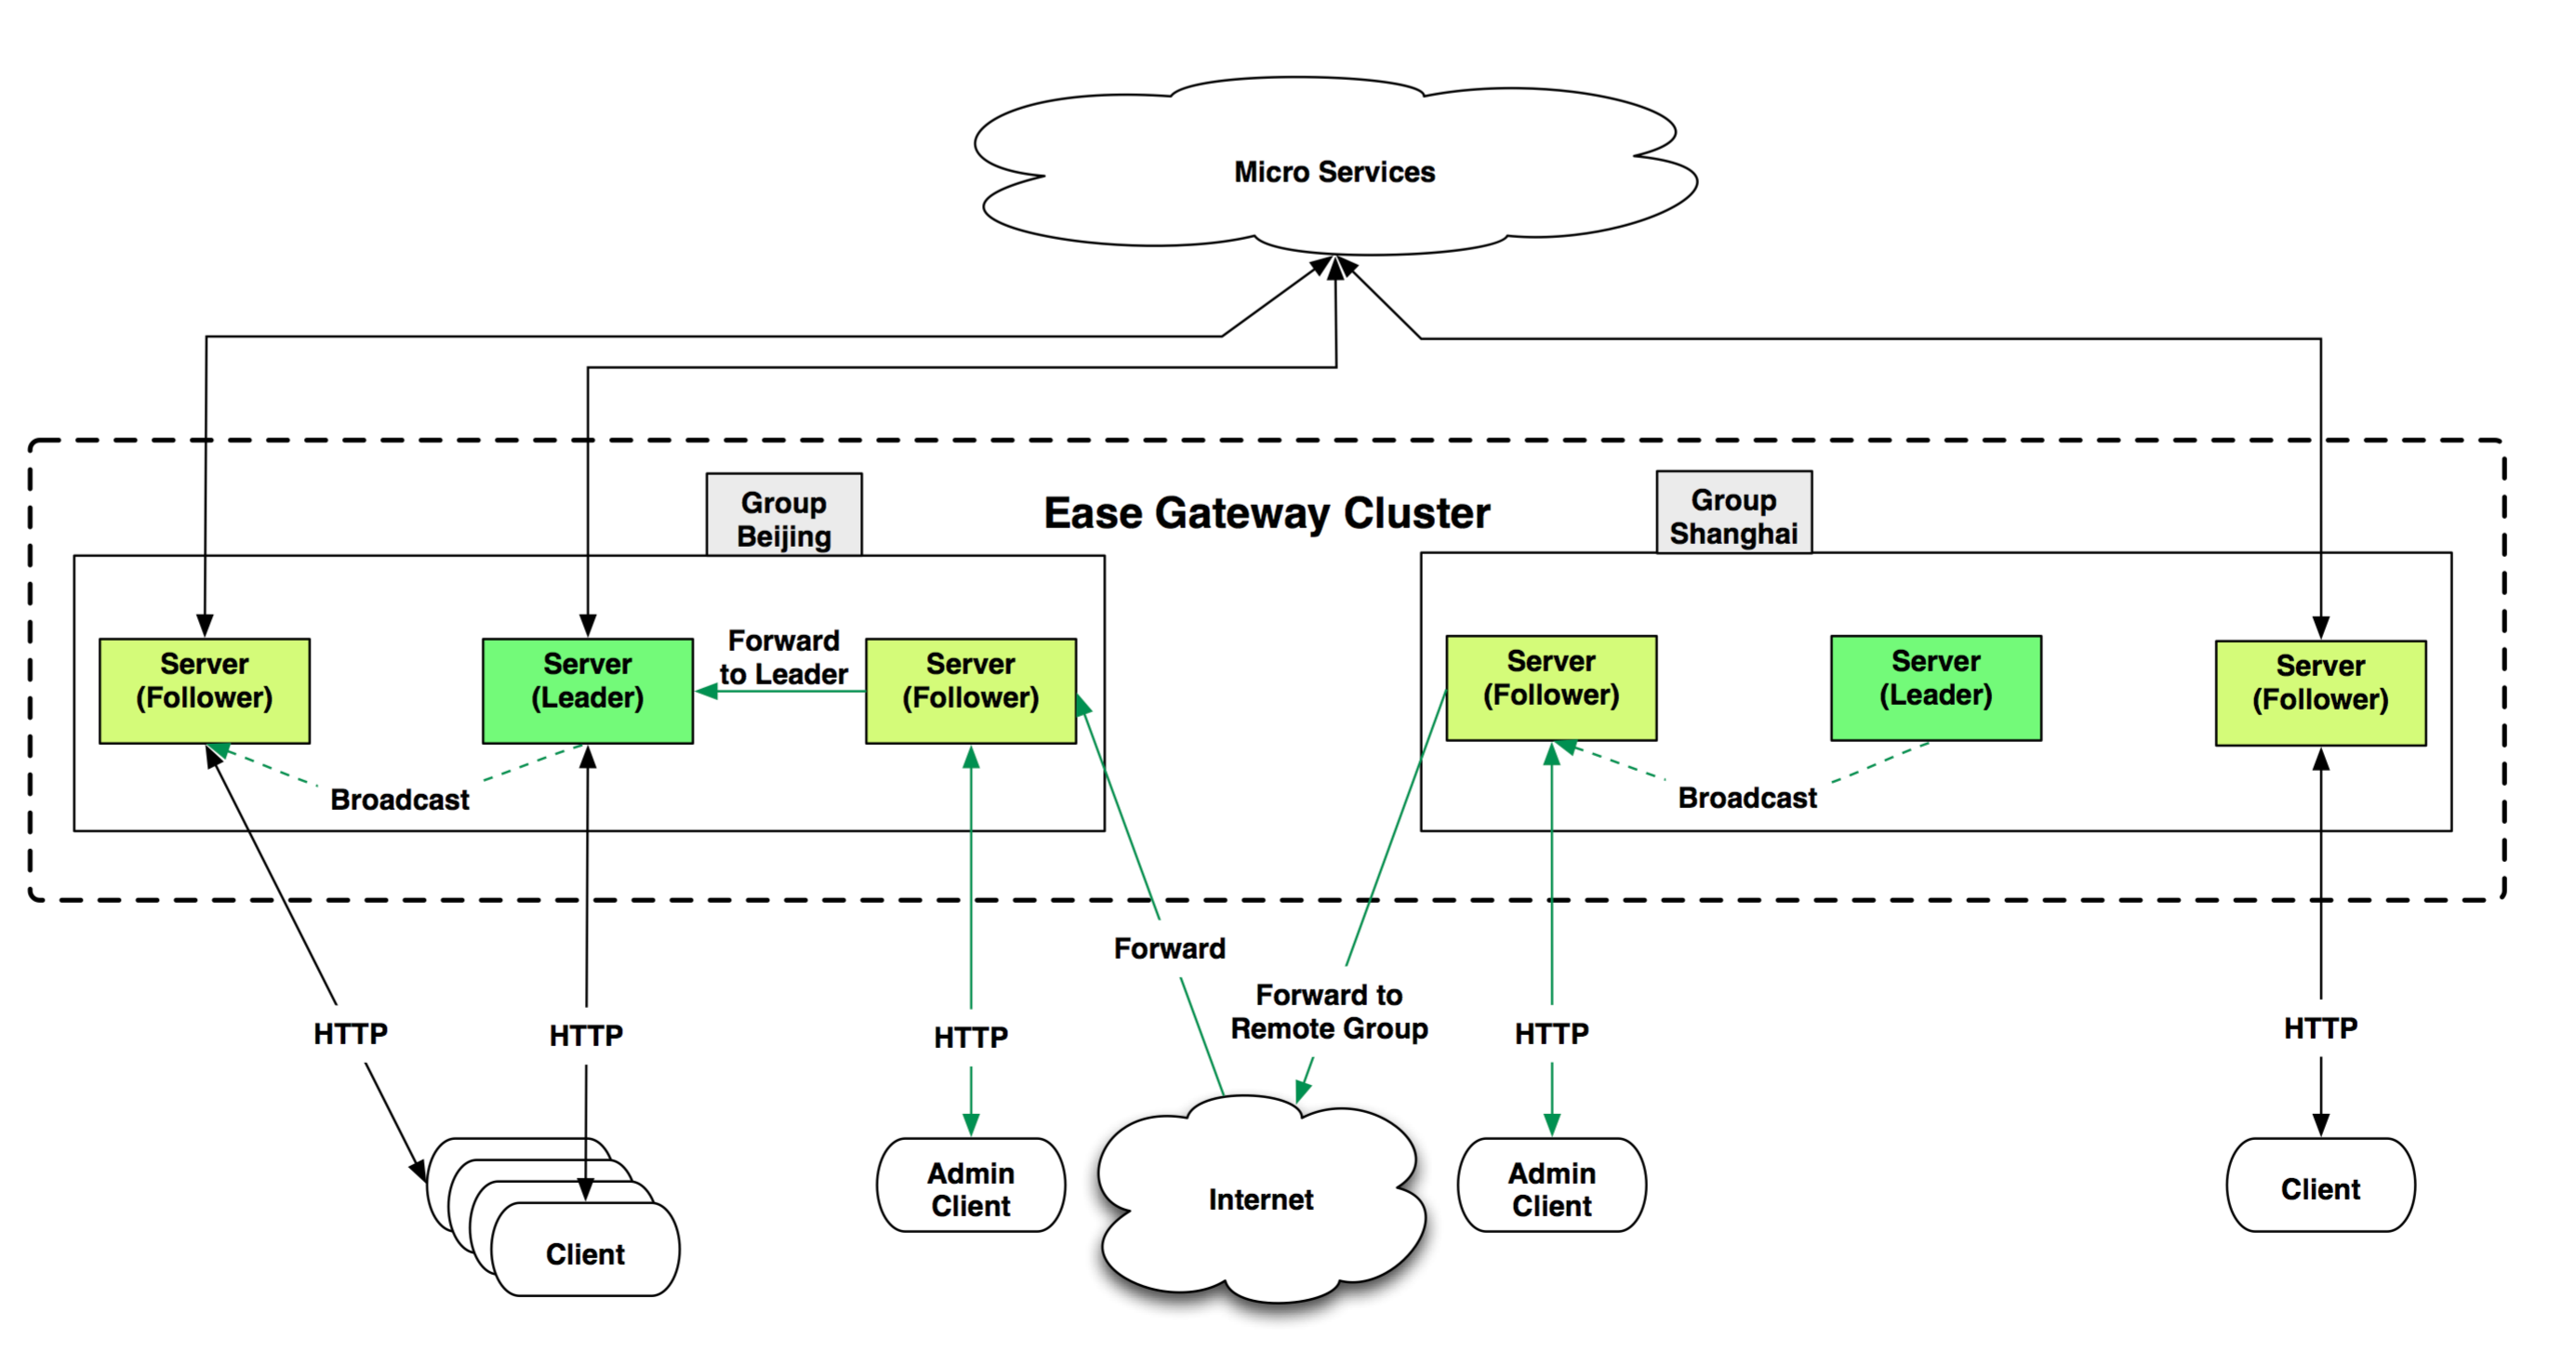 Micro Services
Group
Beijing
Ease Gateway Cluster
Group
Shanghai
Server
(Follower)
Server
(Leader)
Forward
to Leader
Server
(Follower)
Server
(Follower)
Server
(Leader)
Server
(Follower)
Broadcast
Broadcast
Forward
Forward to
Remote Group
HTTP
HTTP
HTTP
HTTP
HTTP
Client
Admin
Client
Internet
Admin
Client
Client